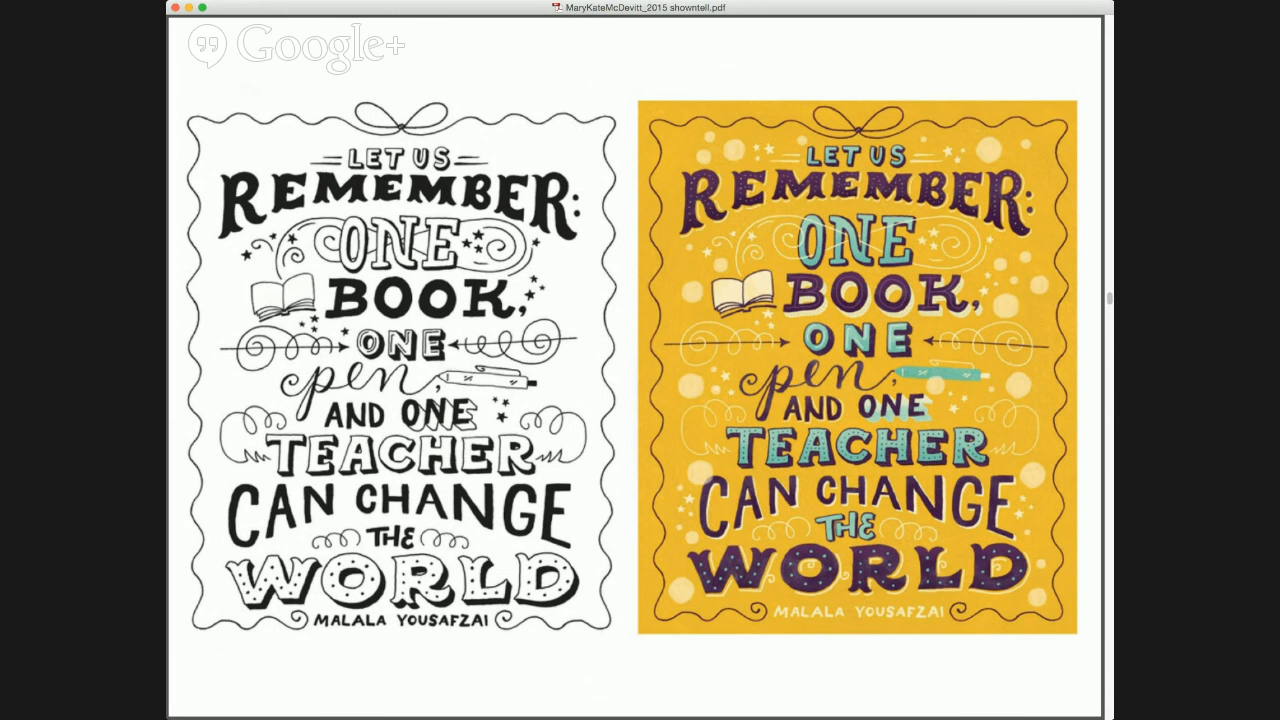 MaryKateMcDevitt_2015 showntell.pdf
Google+
LET US
REMEMBER:
ONE
BOOK,
ONE
pen,
AND ONE
TEACHER
CAN CHANGE
THE
WORLD
MALALA YOUSAFZAI
LET US
REMEMBER:
ONE
BOOK,
ONE
pen,
AND ONE
TEACHER
CAN CHANGE
THE
WORLD
MALALA YOUSAFZAI